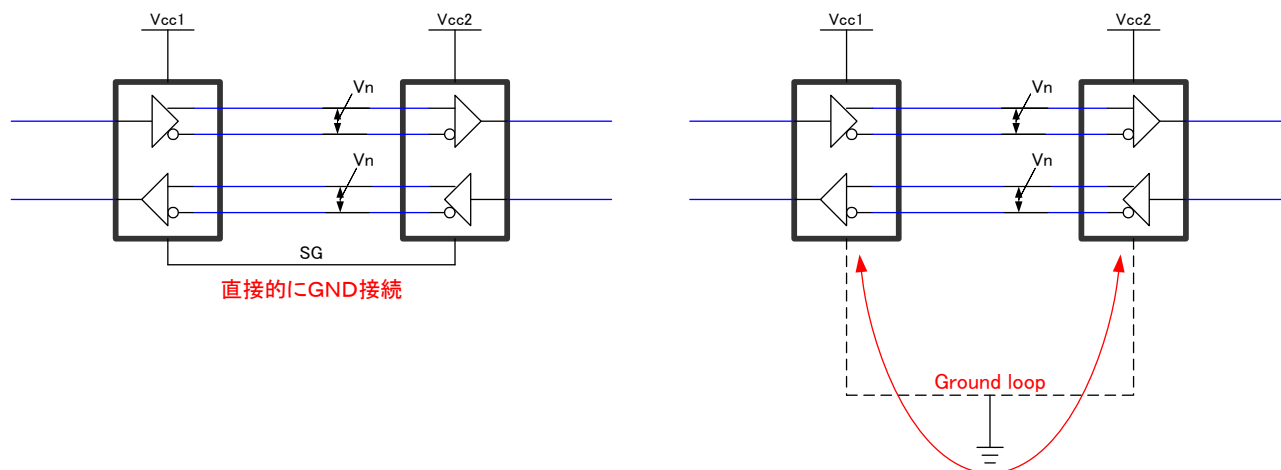 Vcc1
Vcc2
Vn
Vn
SG
直接的にGND接続
Vcc1
Vcc2
Vn
Vn
Ground loop